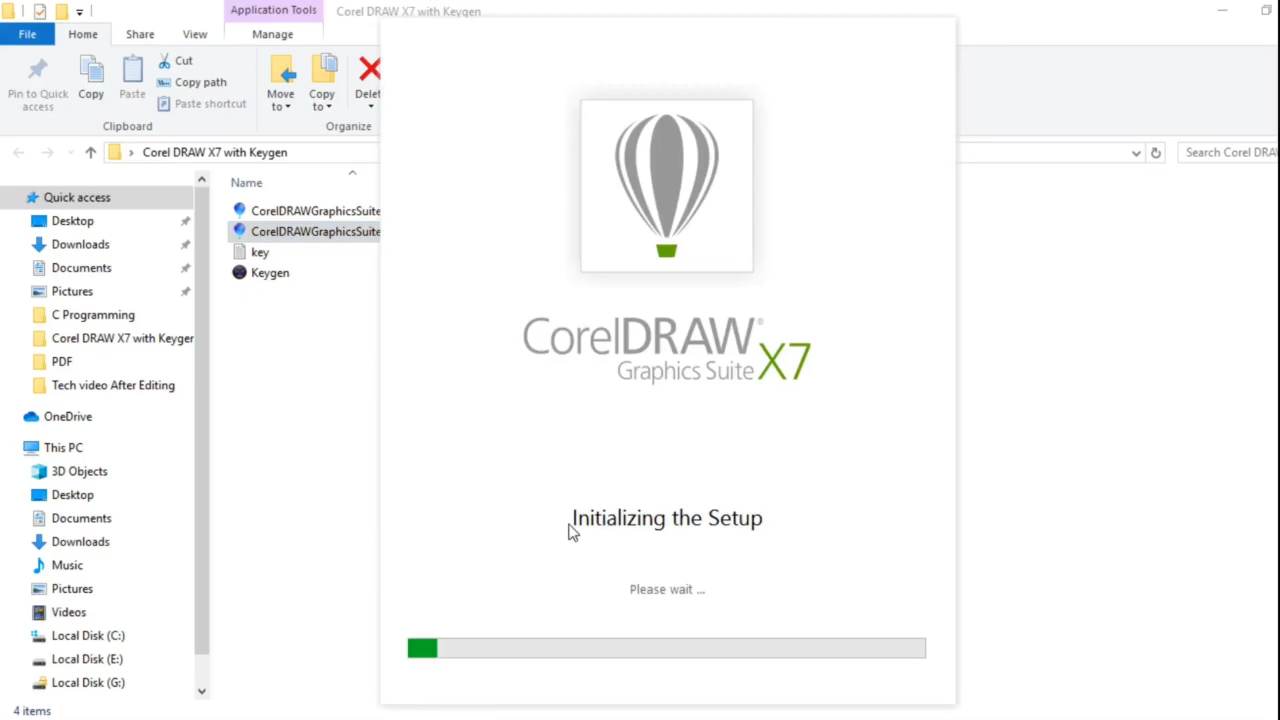 Application Tools
Corel DRAW X7 with Keygen
File
Home
Share
View
Manage
Pin to Quick access
Copy
Paste
Cut
Copy path
Paste shortcut
Move to
Copy to
Delet
Clipboard
Organize
Corel DRAW X7 with Keygen
Search Corel DRA
Name
Quick access
Desktop
Downloads
Documents
Pictures
C Programming
Corel DRAW X7 with Keyger
PDF
Tech video After Editing
OneDrive
This PC
3D Objects
Desktop
Documents
Downloads
Music
Pictures
Videos
Local Disk (C:)
Local Disk (E:)
Local Disk (G:)
4 items
CorelDRAWGraphicsSuite
CorelDRAWGraphicsSuite
key
Keygen
CorelDRAW®
Graphics Suite X7
Initializing the Setup
Please wait ...